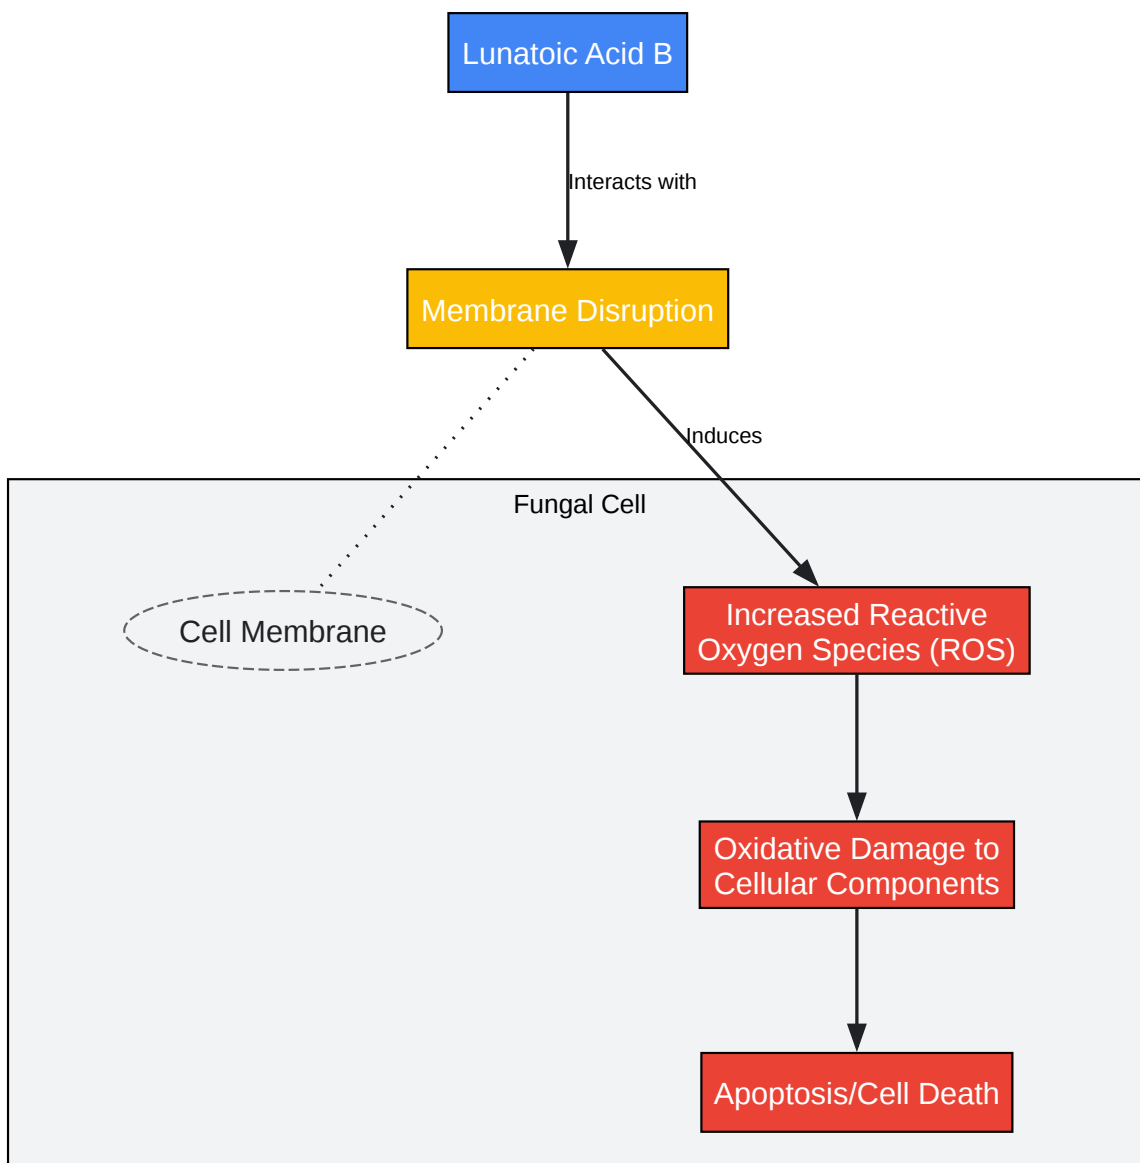 Lunatoic Acid B
Interacts with
Membrane Disruption
Induces
Fungal Cell
Cell Membrane
Increased Reactive
Oxygen Species (ROS)
Oxidative Damage to
Cellular Components
Apoptosis/Cell Death